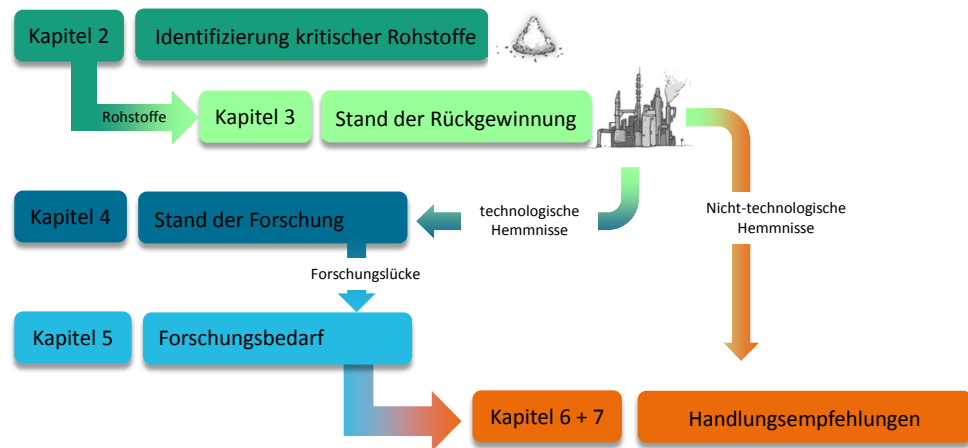 Kapitel 2
Identifizierung kritischer Rohstoffe
Rohstoffe
Kapitel 3
Stand der Rückgewinnung
Kapitel 4
Stand der Forschung
technologische
Hemmnisse
Nicht-technologische
Hemmnisse
Forschungslücke
Kapitel 5
Forschungsbedarf
Kapitel 6 + 7
Handlungsempfehlungen